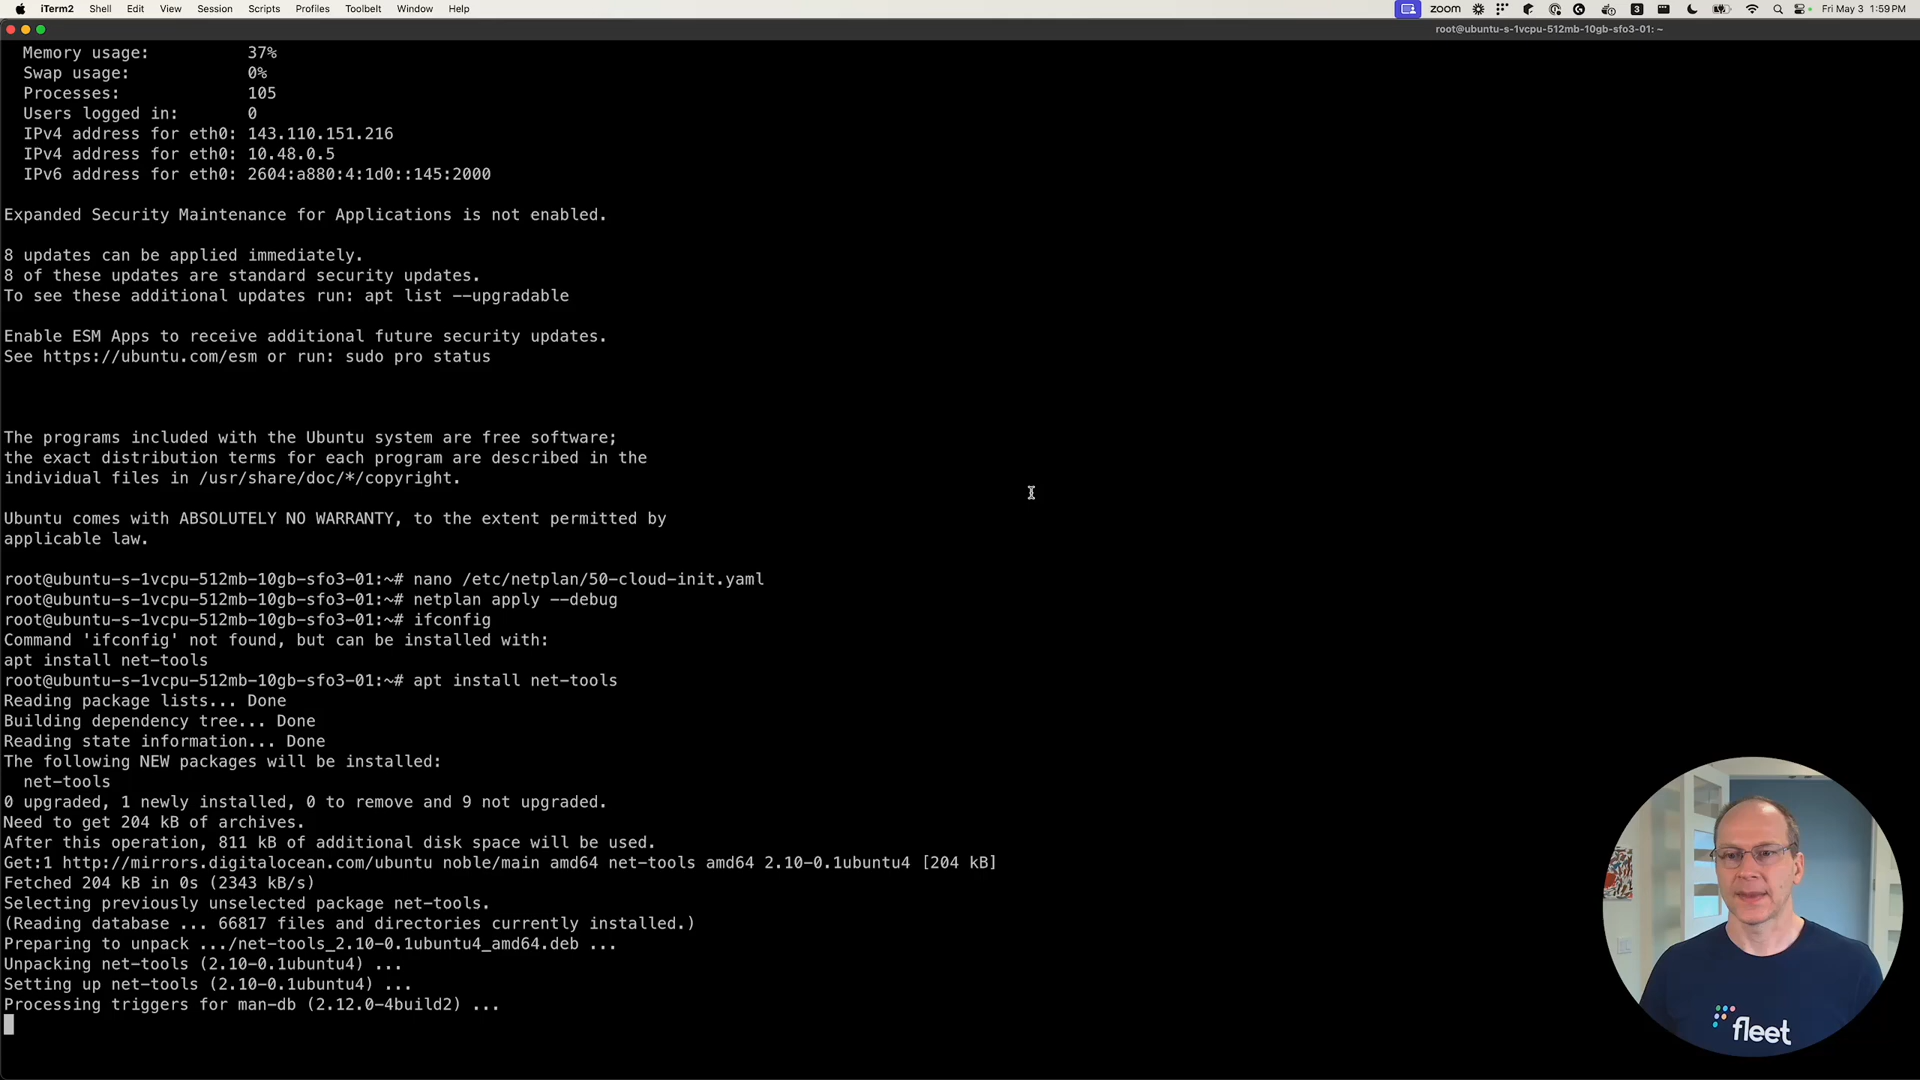 iTerm2 Shell Edit View Session Scripts Profiles Toolbelt Window Help zoom 3 Fri May 3 1:59 PM
root@ubuntu-s-1vcpu-512mb-10gb-sfo3-01: ~
Memory usage: 37%
Swap usage: 0%
Processes: 105
Users logged in: 0
IPv4 address for eth0: 143.110.151.216
IPv4 address for eth0: 10.48.0.5
IPv6 address for eth0: 2604:a880:4:1d0::145:2000
Expanded Security Maintenance for Applications is not enabled.
8 updates can be applied immediately.
8 of these updates are standard security updates.
To see these additional updates run: apt list --upgradable
Enable ESM Apps to receive additional future security updates.
See https://ubuntu.com/esm or run: sudo pro status
The programs included with the Ubuntu system are free software;
the exact distribution terms for each program are described in the
individual files in /usr/share/doc/*/copyright.
Ubuntu comes with ABSOLUTELY NO WARRANTY, to the extent permitted by
applicable law.
root@ubuntu-s-1vcpu-512mb-10gb-sfo3-01:~# nano /etc/netplan/50-cloud-init.yaml
root@ubuntu-s-1vcpu-512mb-10gb-sfo3-01:~# netplan apply --debug
root@ubuntu-s-1vcpu-512mb-10gb-sfo3-01:~# ifconfig
Command 'ifconfig' not found, but can be installed with:
apt install net-tools
root@ubuntu-s-1vcpu-512mb-10gb-sfo3-01:~# apt install net-tools
Reading package lists... Done
Building dependency tree... Done
Reading state information... Done
The following NEW packages will be installed:
net-tools
0 upgraded, 1 newly installed, 0 to remove and 9 not upgraded.
Need to get 204 kB of archives.
After this operation, 811 kB of additional disk space will be used.
Get:1 http://mirrors.digitalocean.com/ubuntu noble/main amd64 net-tools amd64 2.10-0.1ubuntu4 [204 kB]
Fetched 204 kB in 0s (2343 kB/s)
Selecting previously unselected package net-tools.
(Reading database ... 66817 files and directories currently installed.)
Preparing to unpack .../net-tools_2.10-0.1ubuntu4_amd64.deb ...
Unpacking net-tools (2.10-0.1ubuntu4) ...
Setting up net-tools (2.10-0.1ubuntu4) ...
Processing triggers for man-db (2.12.0-4build2) ...
fleet